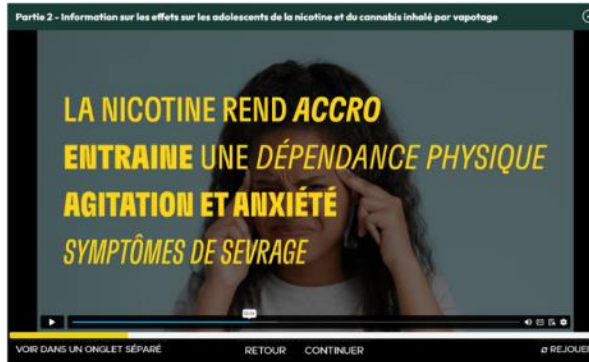 Partie 2 - Information sur les effets sur les adolescents de la nicotine et du cannabis inhalé par vapotage
LA NICOTINE REND ACCRO
ENTRAINE UNE DÉPENDANCE PHYSIQUE
AGITATION ET ANXIÉTÉ
SYMPTÔMES DE SEVRAGE
VOIR DANS UN ONGLET SÉPARÉ RETOUR CONTINUER REJOUER